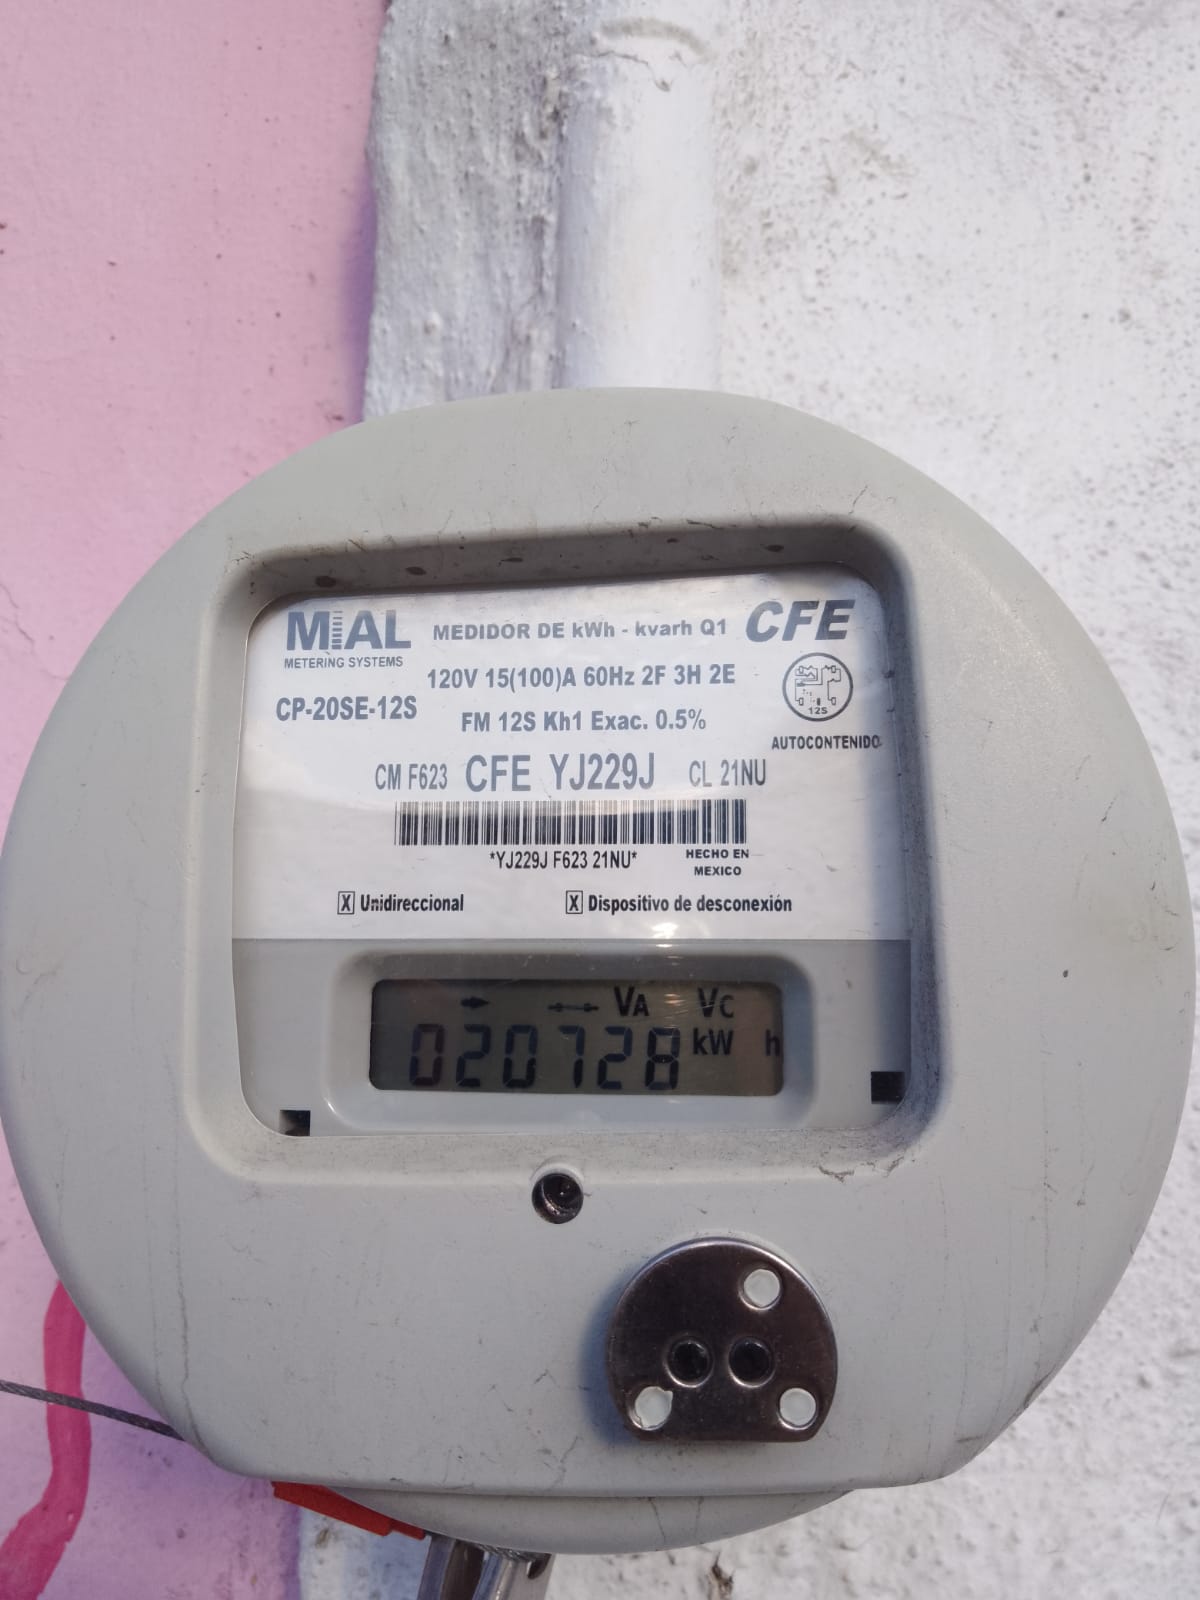 MIAL
METERING SYSTEMS
MEDIDOR DE kWh - kvarh Q1
CFE
120V 15(100)A 60Hz 2F 3H 2E
CP-20SE-12S
FM 12S Kh1 Exac. 0.5%
12S
AUTOCONTENIDO
CM F623 CFE YJ229J CL 21NU
*YJ229J F623 21NU*
HECHO EN
MEXICO
X Unidireccional
X Dispositivo de desconexión
VA VC
020728 kW h